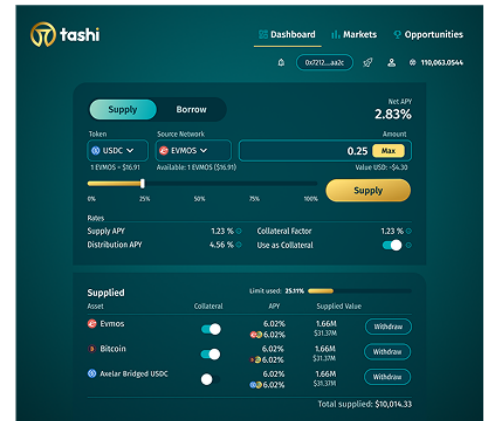 tashi
Dashboard Markets Opportunities
0x7212...aa2c 110,063.0544
Supply Borrow
Net APY
2.83%
Token Source Network Amount
USDC EVMOS 0.25 Max
1 EVMOS = $16.91 Available: 1 EVMOS ($16.91) Value USD: ~$4.30
0% 25% 50% 75% 100%
Supply
Rates
Supply APY 1.23 % Collateral Factor 1.23 %
Distribution APY 4.56 % Use as Collateral
Supplied Limit used: 25.11%
Asset Collateral APY Supplied Value
Evmos 6.02% 1.66M Withdraw
6.02% $31.37M
Bitcoin 6.02% 1.66M Withdraw
6.02% $31.37M
Axelar Bridged USDC 6.02% 1.66M Withdraw
6.02% $31.37M
Total supplied: $10,014.33